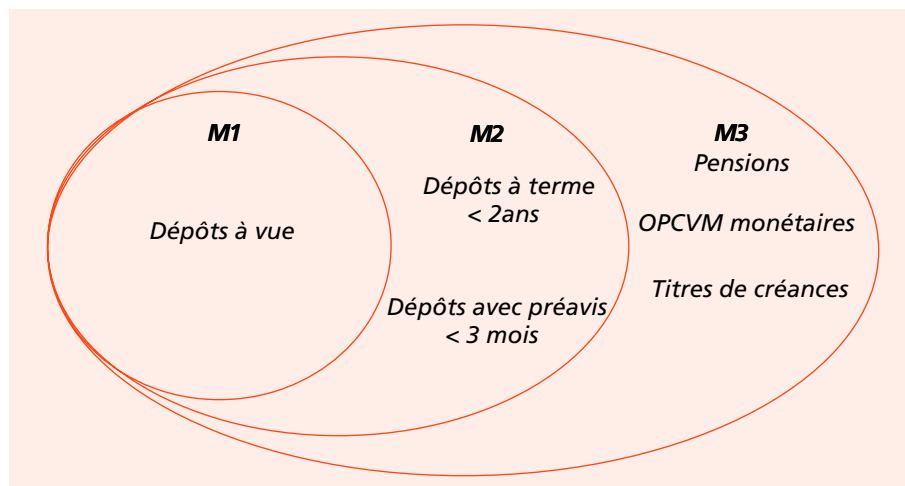 M1
Dépôts à vue
M2
Dépôts à terme
< 2ans
Dépôts avec préavis
< 3 mois
M3
Pensions
OPCVM monétaires
Titres de créances